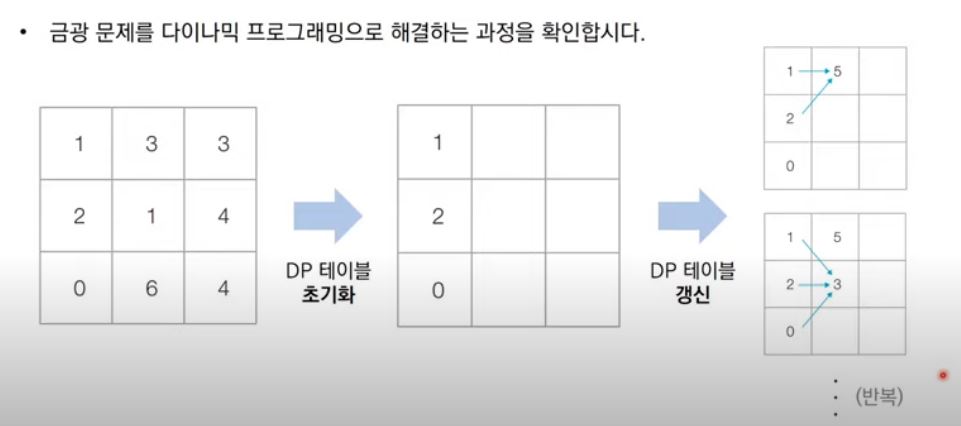 • 금광 문제를 다이나믹 프로그래밍으로 해결하는 과정을 확인합시다.
1 3 3
2 1 4
0 6 4
DP 테이블
초기화
1
2
0
DP 테이블
갱신
1 5
2
0
1 5
2 3
0
(반복)